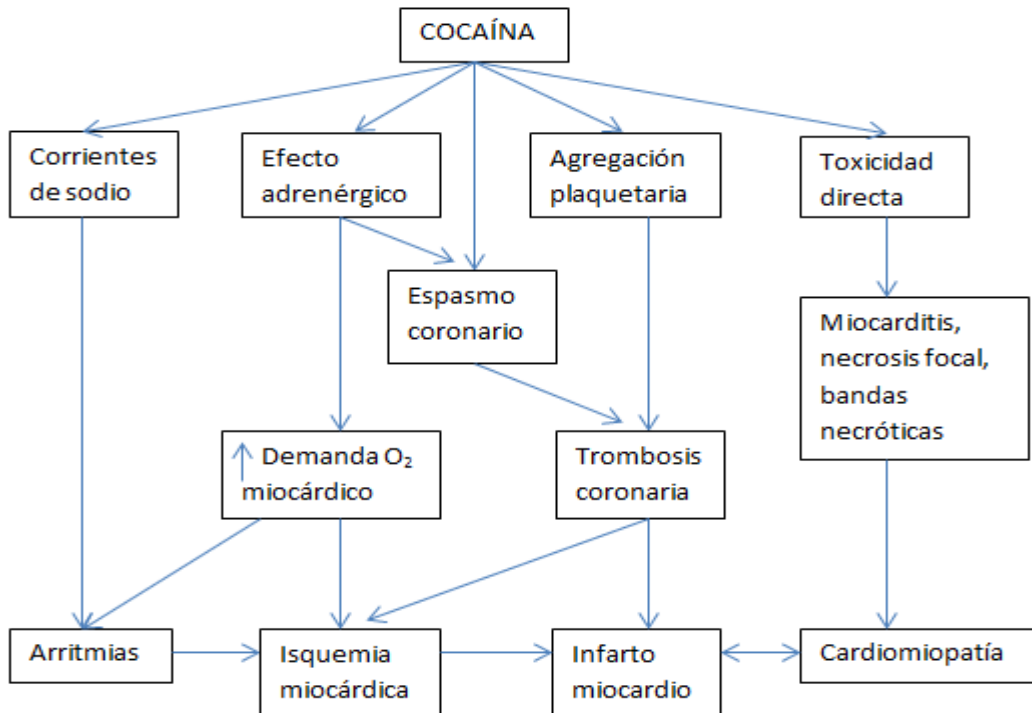 COCAÍNA
Corrientes
de sodio
Efecto
adrenérgico
Agregación
plaquetaria
Toxicidad
directa
Espasmo
coronario
Miocarditis,
necrosis focal,
bandas
necróticas
↑ Demanda O₂
miocárdico
Trombosis
coronaria
Arritmias
Isquemia
miocárdica
Infarto
miocardio
Cardiomiopatía